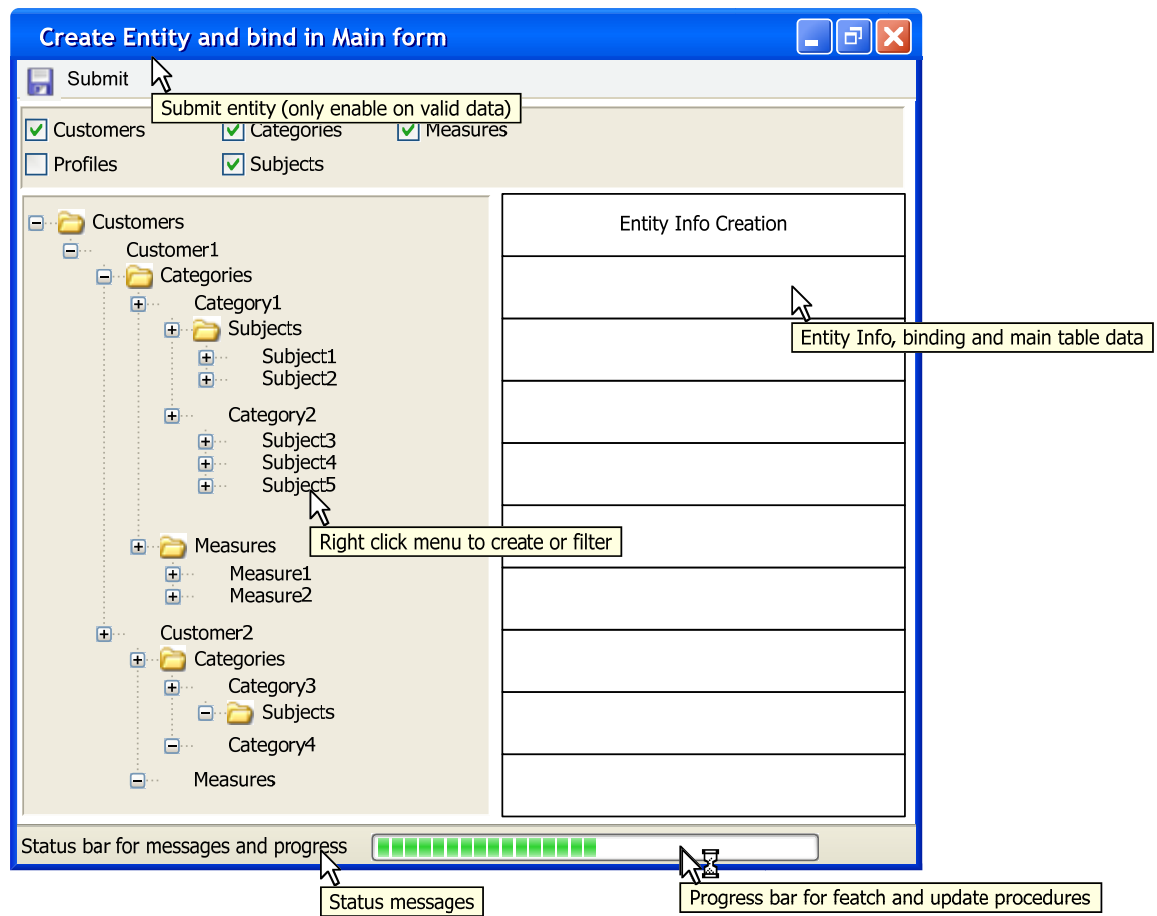 Create Entity and bind in Main form
Submit
Submit entity (only enable on valid data)
Customers
Categories
Measures
Profiles
Subjects
Customers
Customer1
Categories
Category1
Subjects
Subject1
Subject2
Category2
Subject3
Subject4
Subject5
Right click menu to create or filter
Measures
Measure1
Measure2
Customer2
Categories
Category3
Subjects
Category4
Measures
Entity Info Creation
Entity Info, binding and main table data
Status bar for messages and progress
Status messages
Progress bar for featch and update procedures